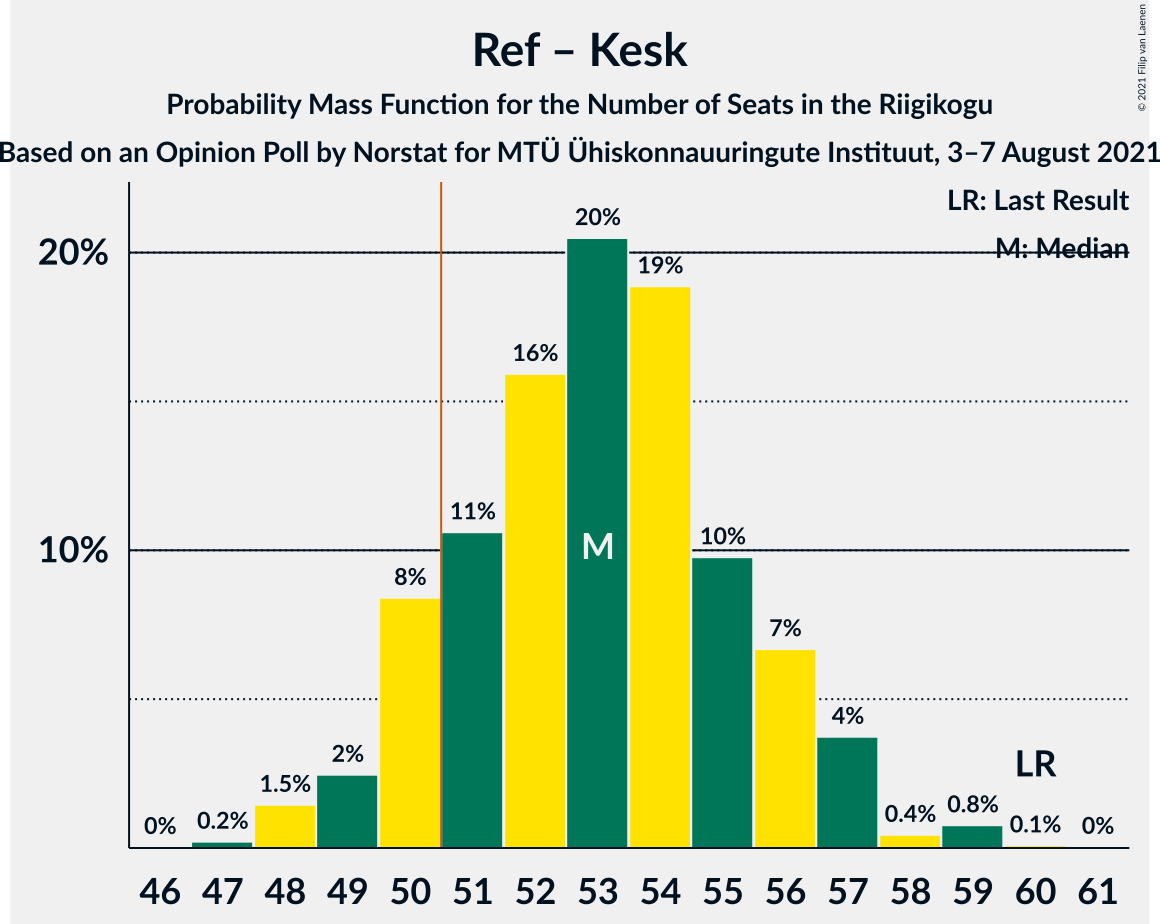 Ref – Kesk
Probability Mass Function for the Number of Seats in the Riigikogu
Based on an Opinion Poll by Norstat for MTÜ Ühiskonnauuringute Instituut, 3–7 August 2021
© 2021 Filip van Laenen
LR: Last Result
M: Median
20%
10%
0%
0.2%
1.5%
2%
8%
11%
16%
20%
19%
10%
7%
4%
0.4%
0.8%
0.1%
0%
M
LR
46 47 48 49 50 51 52 53 54 55 56 57 58 59 60 61